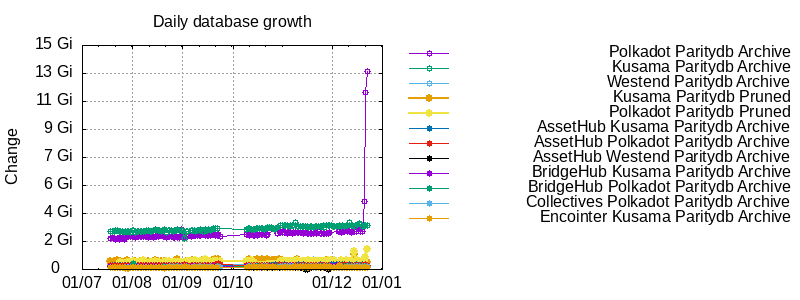 Daily database growth
15 Gi
13 Gi
11 Gi
9 Gi
7 Gi
6 Gi
4 Gi
2 Gi
0
Change
01/07 01/08 01/09 01/10 01/12 01/01
Polkadot Paritydb Archive
Kusama Paritydb Archive
Westend Paritydb Archive
Kusama Paritydb Pruned
Polkadot Paritydb Pruned
AssetHub Kusama Paritydb Archive
AssetHub Polkadot Paritydb Archive
AssetHub Westend Paritydb Archive
BridgeHub Kusama Paritydb Archive
BridgeHub Polkadot Paritydb Archive
Collectives Polkadot Paritydb Archive
Encointer Kusama Paritydb Archive